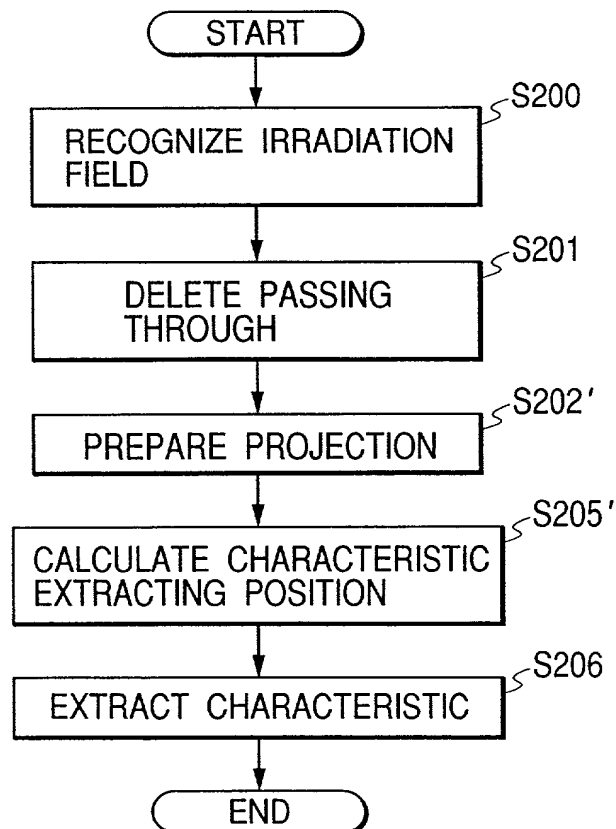 START
S200
RECOGNIZE IRRADIATION
FIELD
S201
DELETE PASSING
THROUGH
S202'
PREPARE PROJECTION
S205'
CALCULATE CHARACTERISTIC
EXTRACTING POSITION
S206
EXTRACT CHARACTERISTIC
END